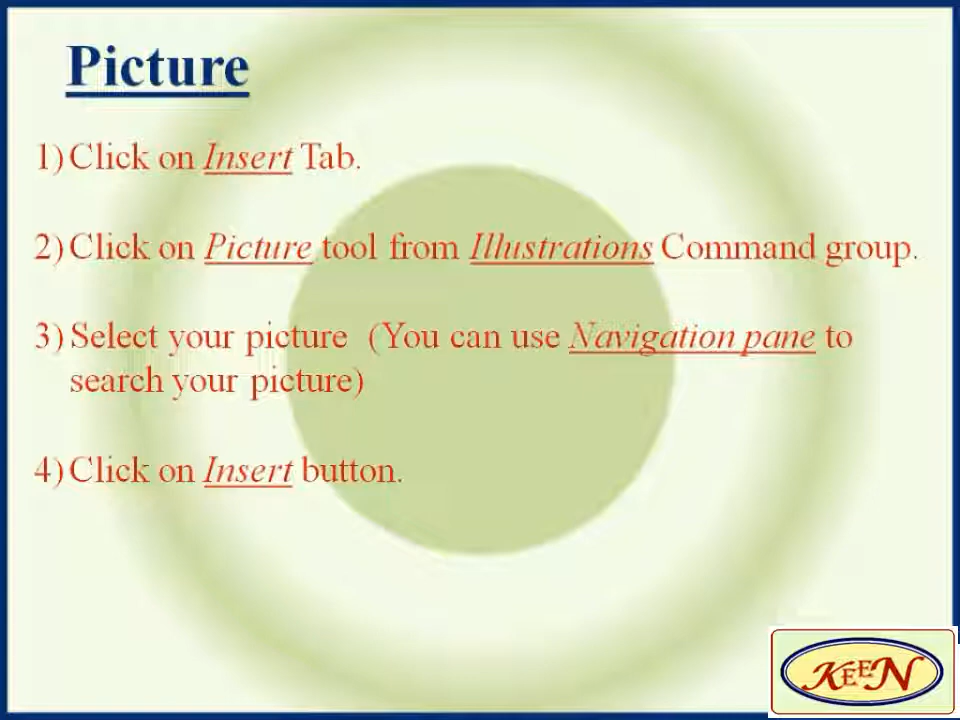 Picture
1) Click on Insert Tab.
2) Click on Picture tool from Illustrations Command group.
3) Select your picture (You can use Navigation pane to
search your picture)
4) Click on Insert button.
KEEN